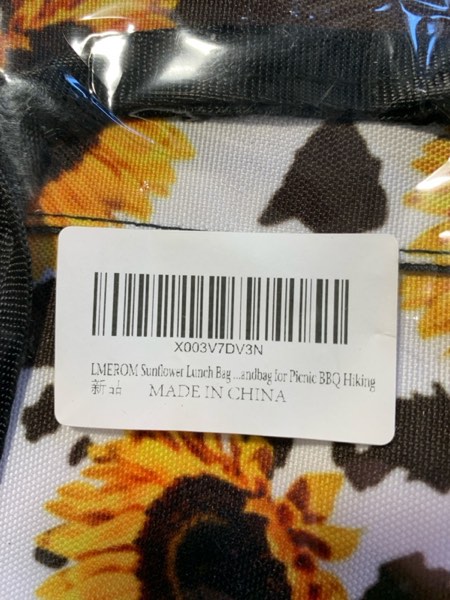 X003V7DV3N
LMEROM Sunflower Lunch Bag ...andbag for Picnic BBQ Hiking
新品 MADE IN CHINA